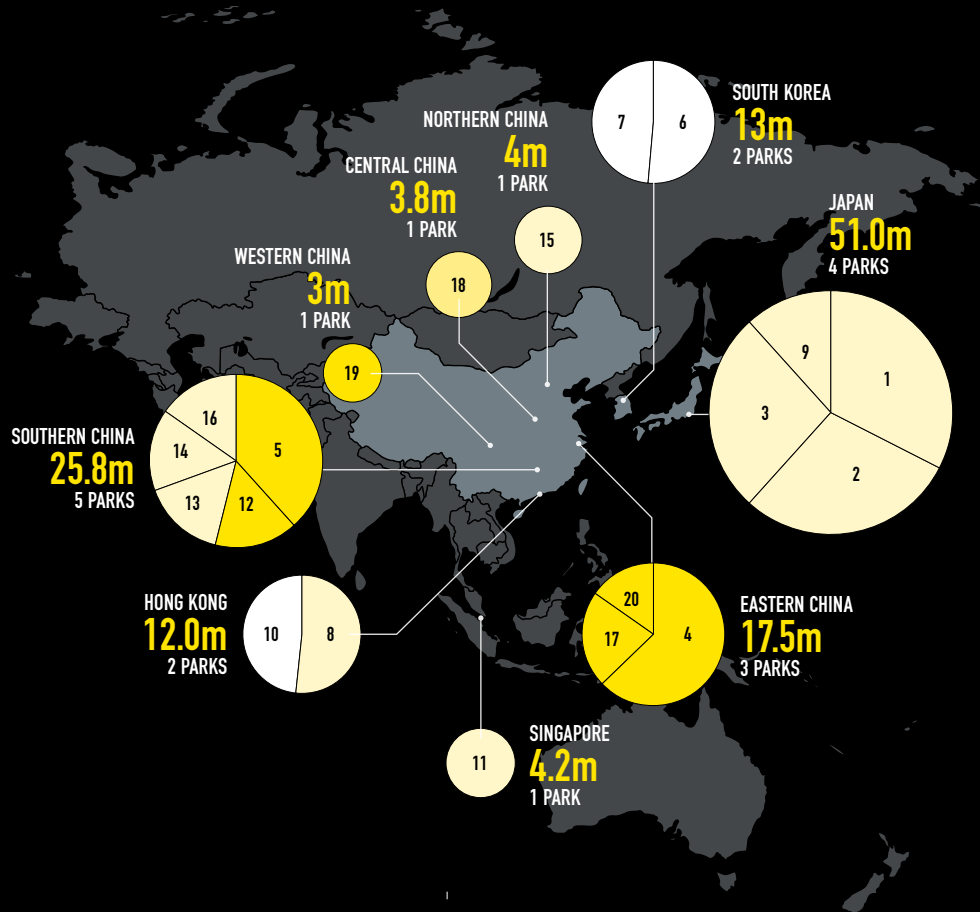 SOUTH KOREA
13m
2 PARKS
7
6
NORTHERN CHINA
4m
1 PARK
15
CENTRAL CHINA
3.8m
1 PARK
18
JAPAN
51.0m
4 PARKS
9
1
3
2
WESTERN CHINA
3m
1 PARK
19
SOUTHERN CHINA
25.8m
5 PARKS
16
5
14
13
12
HONG KONG
12.0m
2 PARKS
10
8
EASTERN CHINA
17.5m
3 PARKS
20
17
4
SINGAPORE
4.2m
1 PARK
11